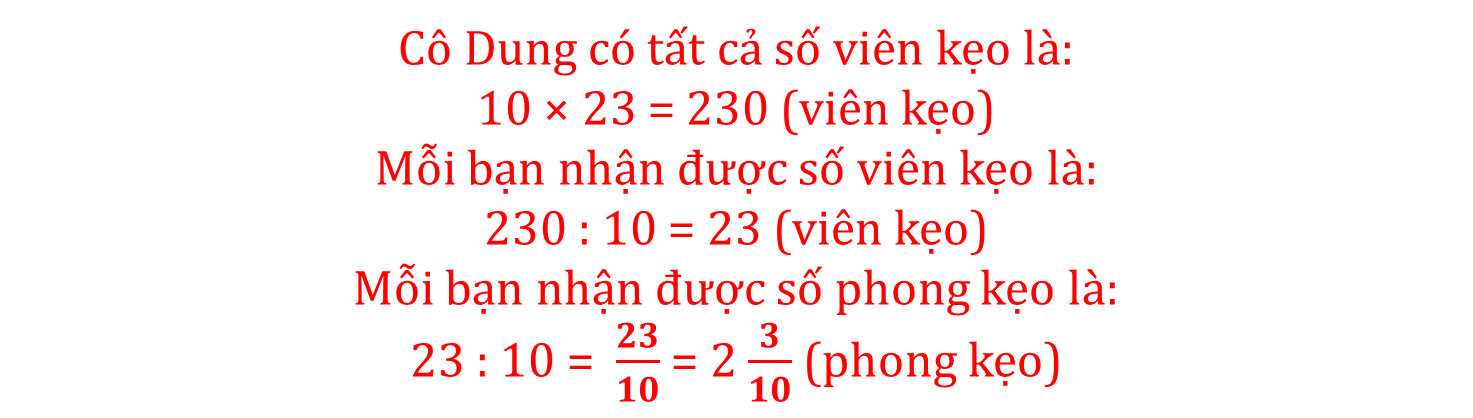 Cô Dung có tất cả số viên kẹo là:
10 × 23 = 230 (viên kẹo)
Mỗi bạn nhận được số viên kẹo là:
230 : 10 = 23 (viên kẹo)
Mỗi bạn nhận được số phong kẹo là:
23 : 10 = 23/10 = 2 3/10 (phong kẹo)